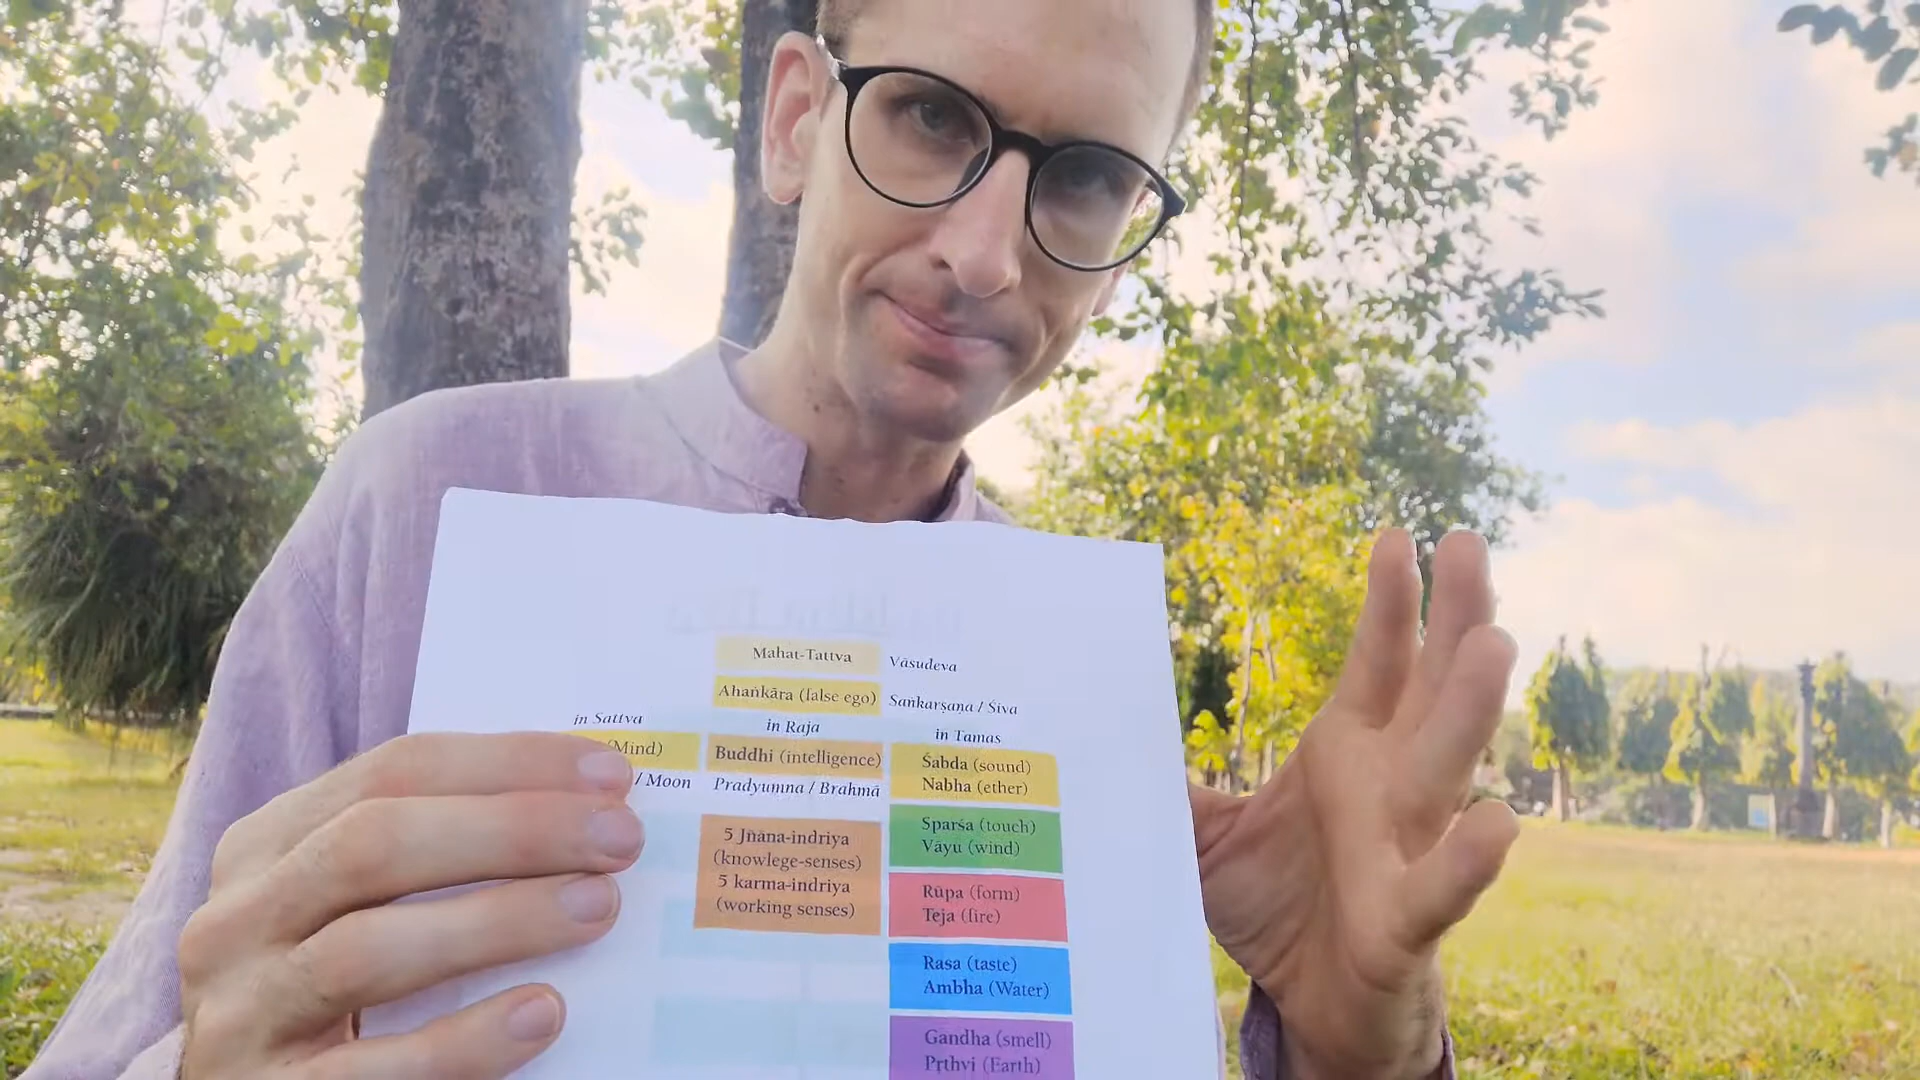 Mahat-Tattva Vāsudeva
Ahaṅkāra (false ego) Saṅkarṣaṇa / Śiva
in Sattva in Raja in Tamas
(Mind)
/ Moon
Buddhi (intelligence)
Pradyumna / Brahmā
5 Jñāna-indriya
(knowlege-senses)
5 karma-indriya
(working senses)
Śabda (sound)
Nabha (ether)
Sparśa (touch)
Vāyu (wind)
Rūpa (form)
Teja (fire)
Rasa (taste)
Ambha (Water)
Gandha (smell)
Pṛthvi (Earth)